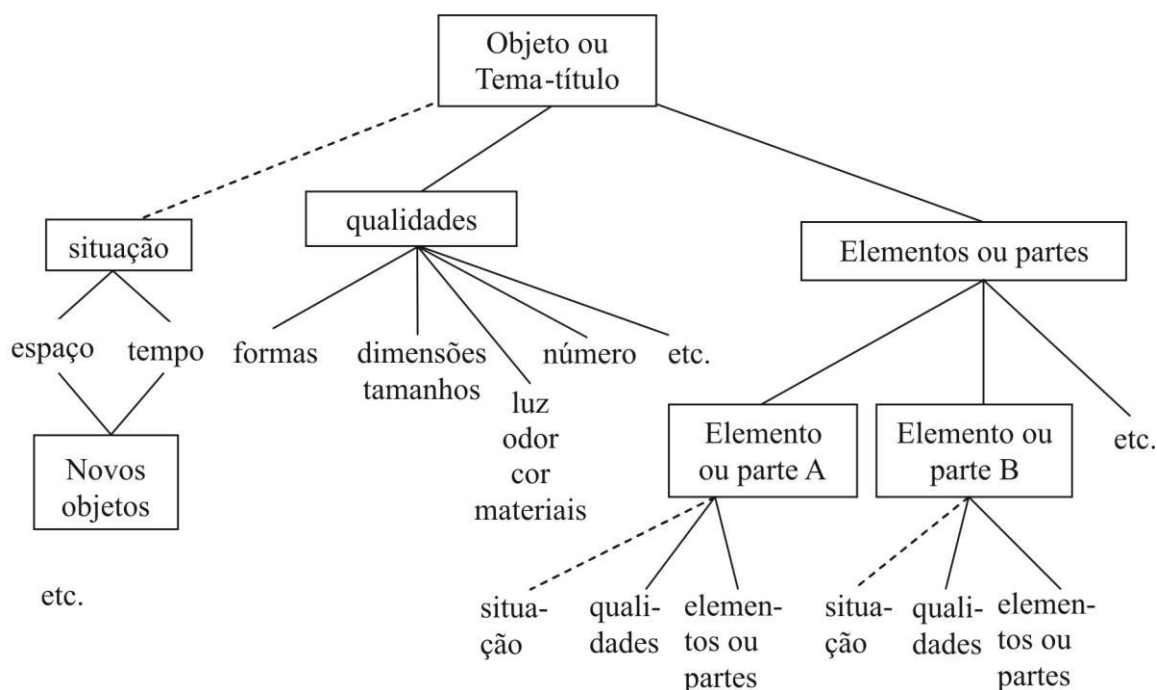 Objeto ou
Tema-título
situação
qualidades
Elementos ou partes
espaço
tempo
formas
dimensões
tamanhos
luz
odor
cor
materiais
número
etc.
Novos
objetos
etc.
Elemento
ou parte A
Elemento ou
parte B
etc.
situa-
ção
quali-
dades
elemen-
tos ou
partes
situa-
ção
quali-
dades
elemen-
tos ou
partes